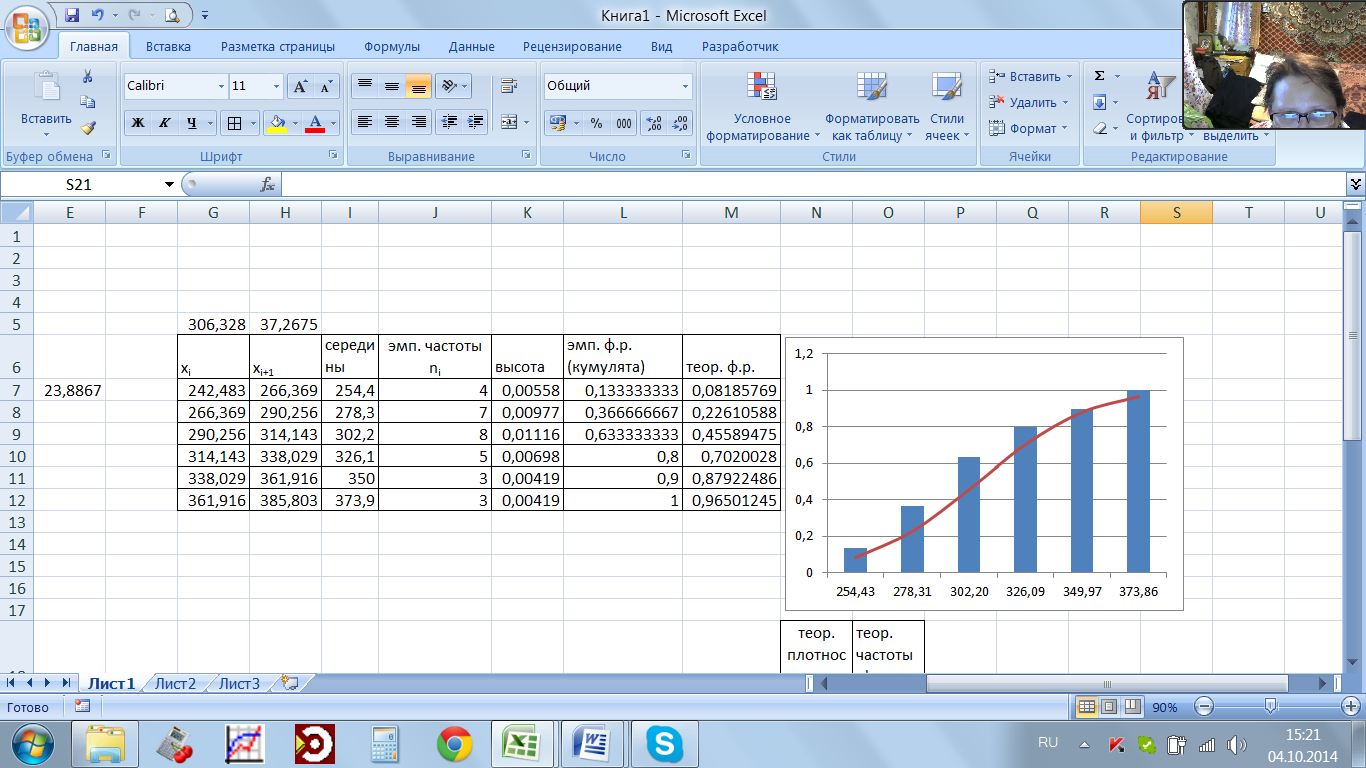 Книга1 - Microsoft Excel
Главная Вставка Разметка страницы Формулы Данные Рецензирование Вид Разработчик
Вставить
Буфер обмена
Calibri 11
Ж К Ч
Шрифт
Выравнивание
Общий
% 000
Число
Условное форматирование
Форматировать как таблицу
Стили ячеек
Стили
Вставить
Удалить
Формат
Ячейки
Σ
Сортиров
и фильтр выделить
Редактирование
S21
fx
E F G H I J K L M N O P Q R S T U
1
2
3
4
5 306,328 37,2675
6 xi xi+1 середины эмп. частоты ni высота эмп. ф.р. (кумулята) теор. ф.р.
7 23,8867 242,483 266,369 254,4 4 0,00558 0,133333333 0,08185769
8 266,369 290,256 278,3 7 0,00977 0,366666667 0,22610588
9 290,256 314,143 302,2 8 0,01116 0,633333333 0,45589475
10 314,143 338,029 326,1 5 0,00698 0,8 0,7020028
11 338,029 361,916 350 3 0,00419 0,9 0,87922486
12 361,916 385,803 373,9 3 0,00419 1 0,96501245
13
14
15
16
17
1,2
1
0,8
0,6
0,4
0,2
0
254,43 278,31 302,20 326,09 349,97 373,86
теор. плотнос
теор. частоты
Лист1 Лист2 Лист3
Готово
90%
RU
15:21
04.10.2014